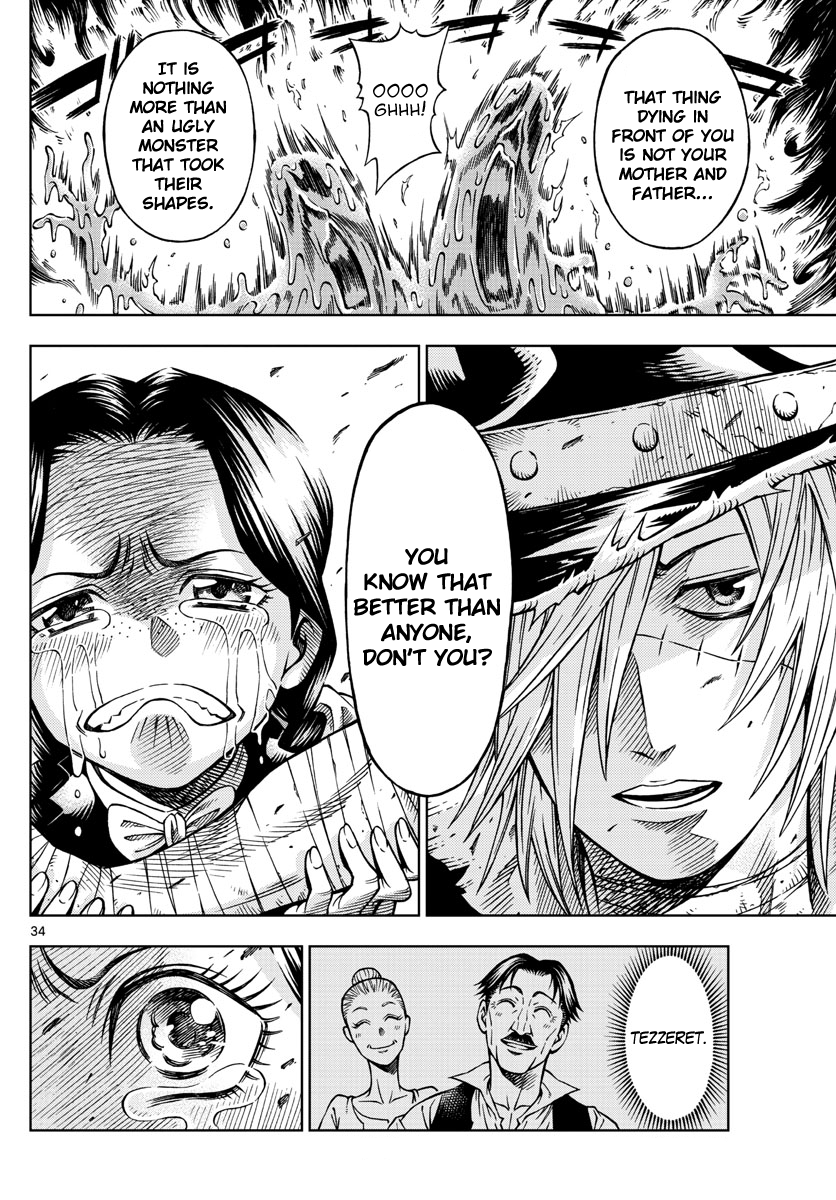 THAT THING
DYING IN
FRONT OF YOU
IS NOT YOUR
MOTHER AND
FATHER...
OOOO
GHHH!
IT IS
NOTHING
MORE THAN
AN UGLY
MONSTER
THAT TOOK
THEIR
SHAPES.
YOU
KNOW THAT
BETTER THAN
ANYONE,
DON'T YOU?
34
TEZZERET.